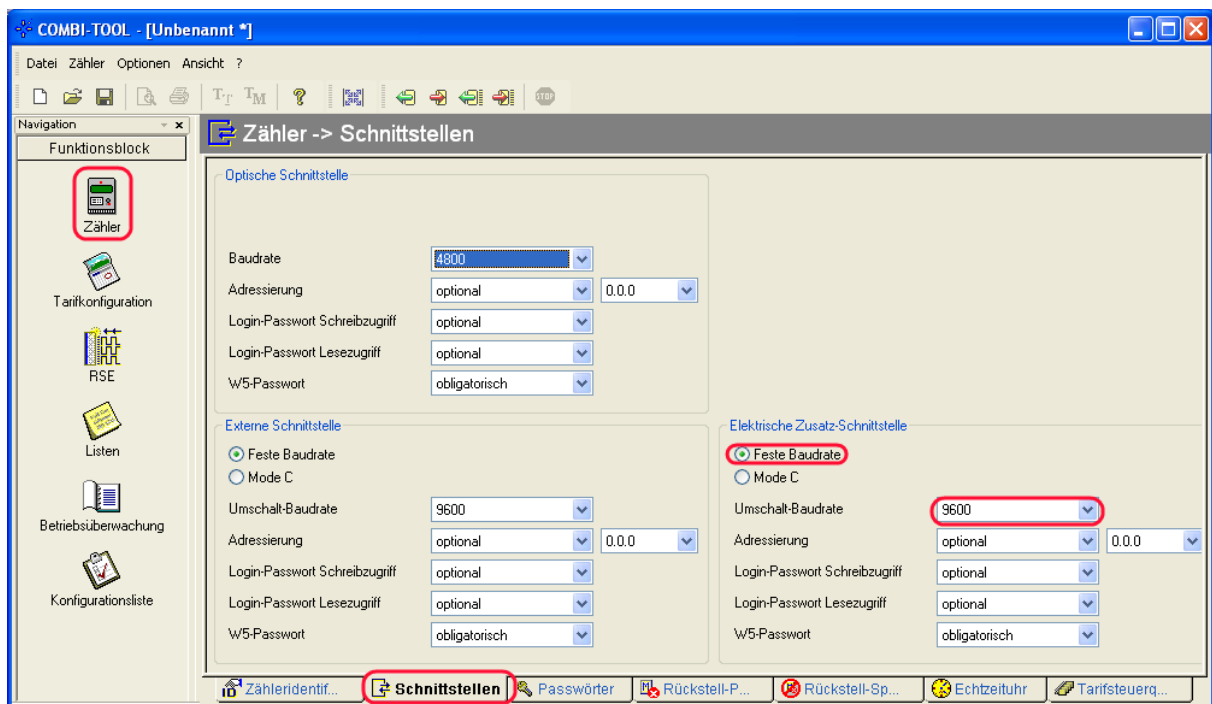 COMBI-TOOL - [Unbenannt *]
Datei Zähler Optionen Ansicht ?
TT TM ? STOP
Navigation
Funktionsblock
Zähler
Tarifkonfiguration
RSE
Listen
Betriebsüberwachung
Konfigurationsliste
Zähler -> Schnittstellen
Optische Schnittstelle
Baudrate 4800
Adressierung optional 0.0.0
Login-Passwort Schreibzugriff optional
Login-Passwort Lesezugriff optional
W5-Passwort obligatorisch
Externe Schnittstelle
Feste Baudrate
Mode C
Umschalt-Baudrate 9600
Adressierung optional 0.0.0
Login-Passwort Schreibzugriff optional
Login-Passwort Lesezugriff optional
W5-Passwort obligatorisch
Elektrische Zusatz-Schnittstelle
Feste Baudrate
Mode C
Umschalt-Baudrate 9600
Adressierung optional 0.0.0
Login-Passwort Schreibzugriff optional
Login-Passwort Lesezugriff optional
W5-Passwort obligatorisch
Zähleridentif... Schnittstellen Passwörter Rückstell-P... Rückstell-Sp... Echtzeituhr Tarifsteuerq...